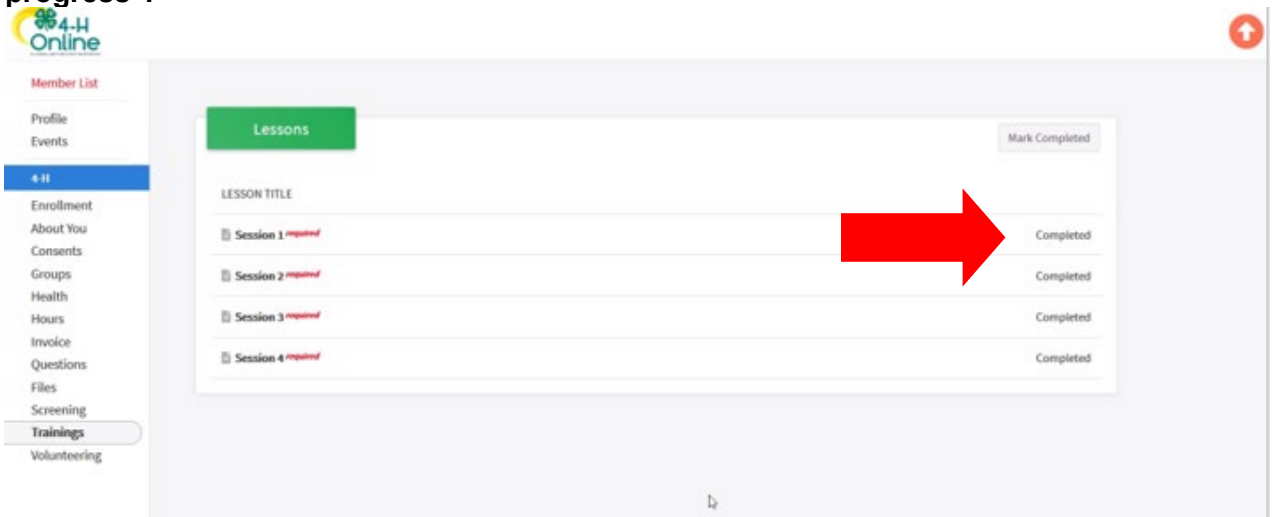 progress".
4-H
Online
Member List
Profile
Events
Lessons
Mark Completed
4-H
LESSON TITLE
Enrollment
About You
Consents
Groups
Health
Hours
Invoice
Questions
Files
Screening
Trainings
Volunteering
Session 1 required
Completed
Session 2 required
Completed
Session 3 required
Completed
Session 4 required
Completed